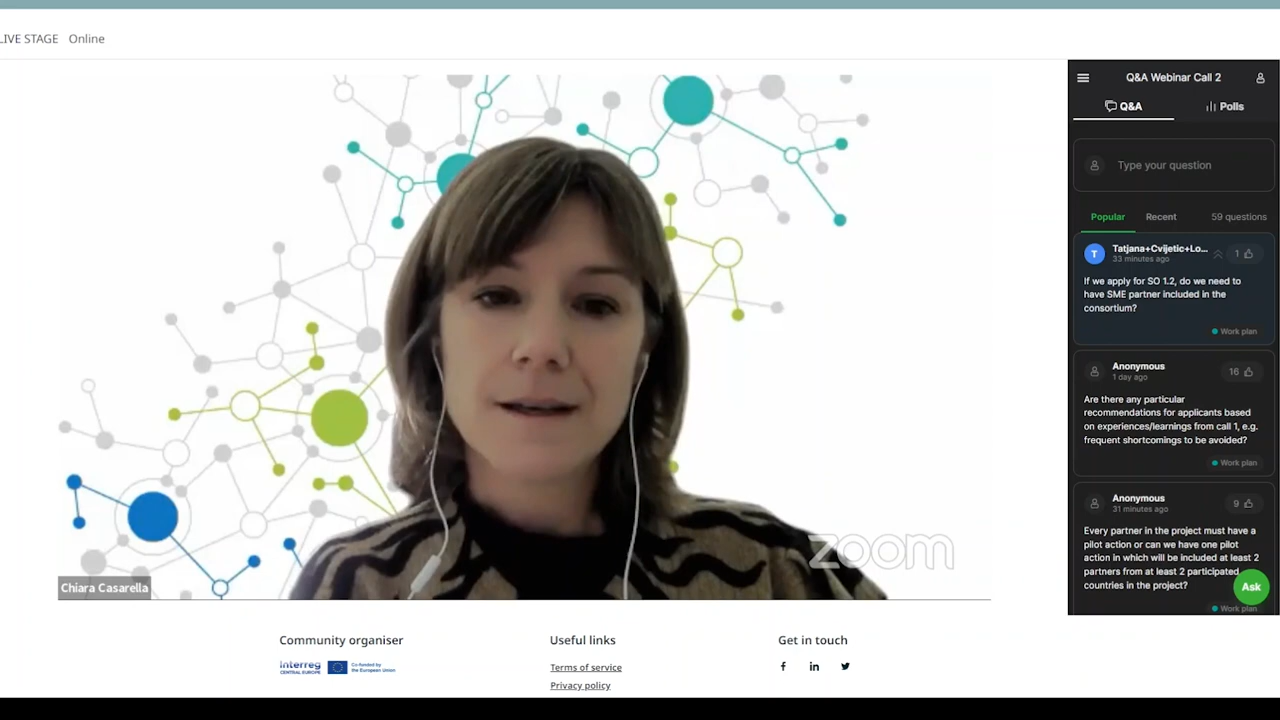 LIVE STAGE Online
Q&A Webinar Call 2
Q&A
Polls
Type your question
Popular
Recent
59 questions
T
Tatjana+Cvijetic+Lo...
1
33 minutes ago
If we apply for SO 1.2, do we need to
have SME partner included in the
consortium?
Work plan
Anonymous
16
1 day ago
Are there any particular
recommendations for applicants based
on experiences/learnings from call 1, e.g.
frequent shortcomings to be avoided?
Work plan
Anonymous
9
31 minutes ago
Every partner in the project must have a
pilot action or can we have one pilot
action in which will be included at least 2
partners from at least 2 participated
countries in the project?
Ask
Work plan
zoom
Chiara Casarella
Community organiser
Interreg
CENTRAL EUROPE
Co-funded by
the European Union
Useful links
Terms of service
Privacy policy
Get in touch